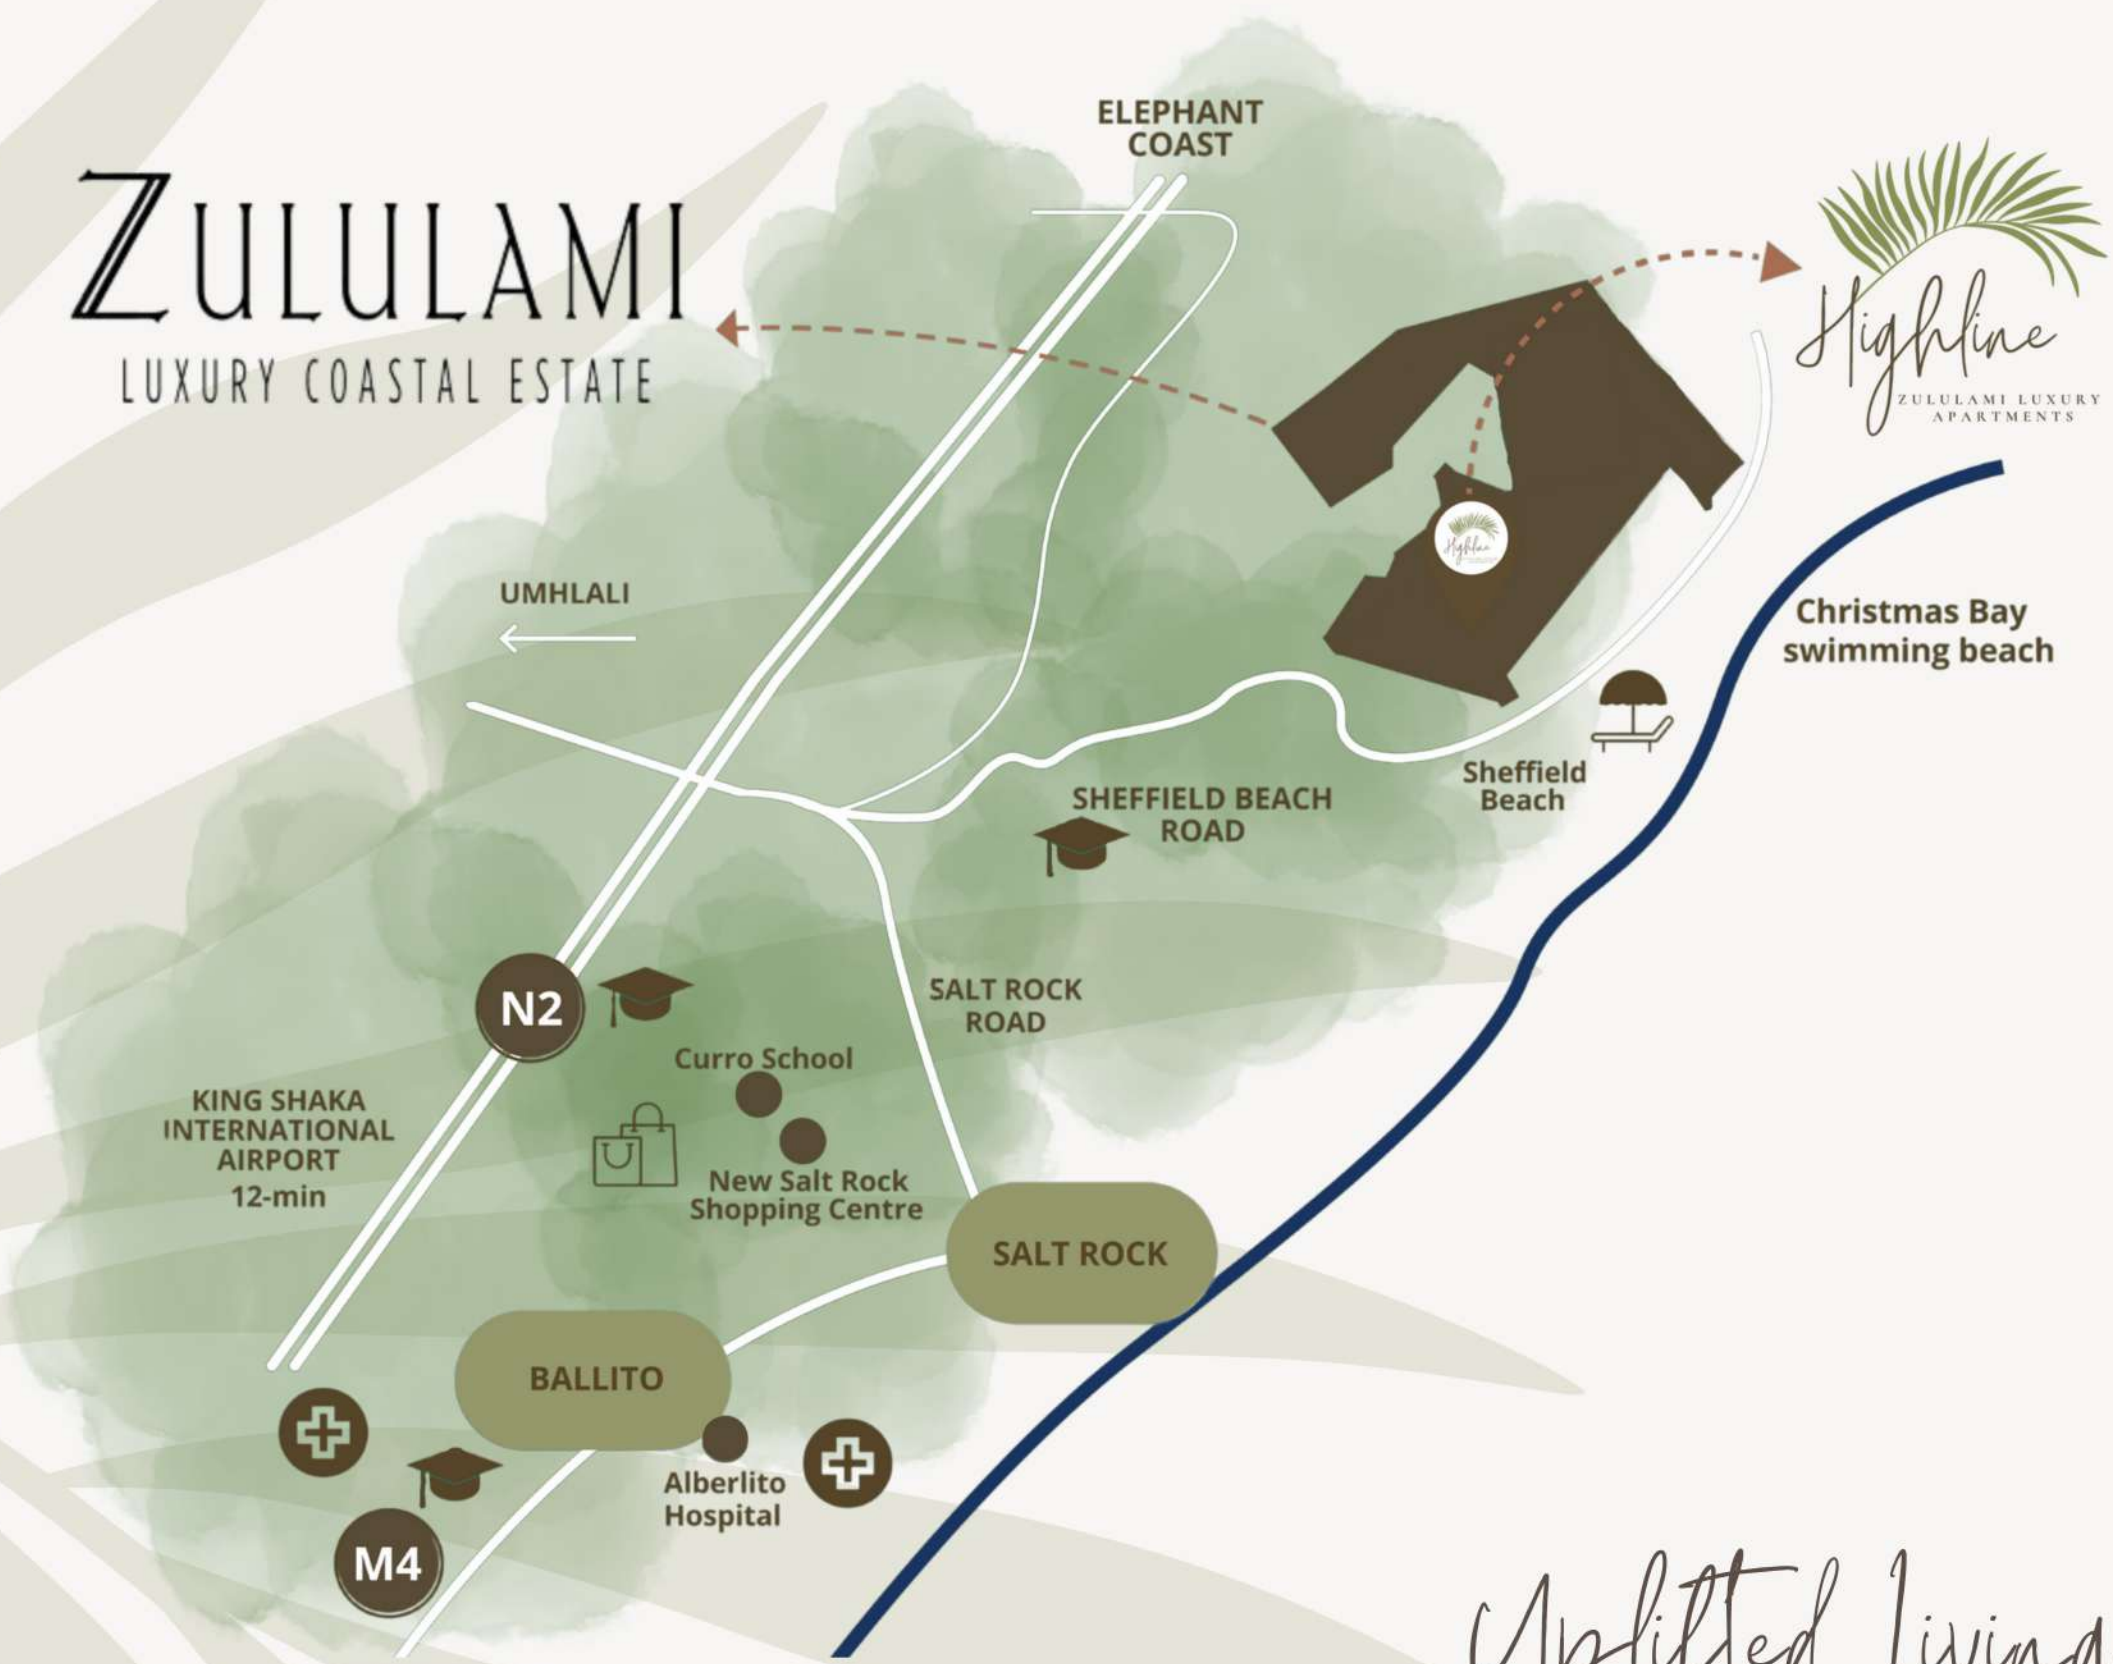 ELEPHANT
COAST
ZULULAMI
LUXURY COASTAL ESTATE
Highline
ZULULAMI LUXURY
APARTMENTS
Highline
UMHLALI
Christmas Bay
swimming beach
Sheffield
Beach
SHEFFIELD BEACH
ROAD
N2
SALT ROCK
ROAD
Curro School
KING SHAKA
INTERNATIONAL
AIRPORT
12-min
New Salt Rock
Shopping Centre
SALT ROCK
BALLITO
Alberlito
Hospital
M4
Uplifted Living